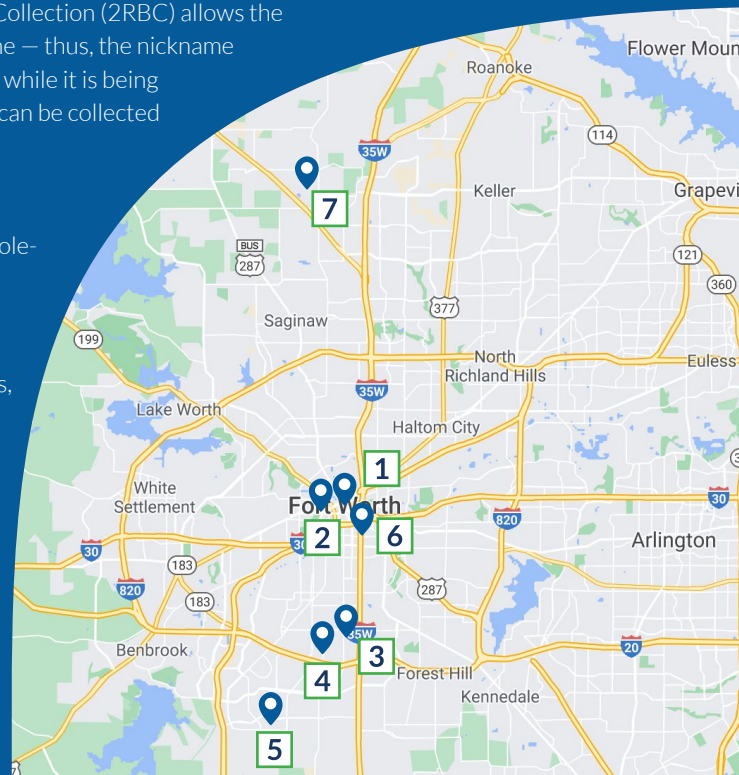 Collection (2RBC) allows the
ne — thus, the nickname
while it is being
can be collected
ole-
s,
Flower Moun
Roanoke
114
35W
Keller
Grapevi
7
BUS
287
121
360
377
Saginaw
199
North
Richland Hills
Euless
35W
Lake Worth
Haltom City
1
White
Settlement
Fort Worth
30
820
2
6
Arlington
30
30
183
820
183
287
35W
20
Benbrook
3
4
Forest Hill
Kennedale
5